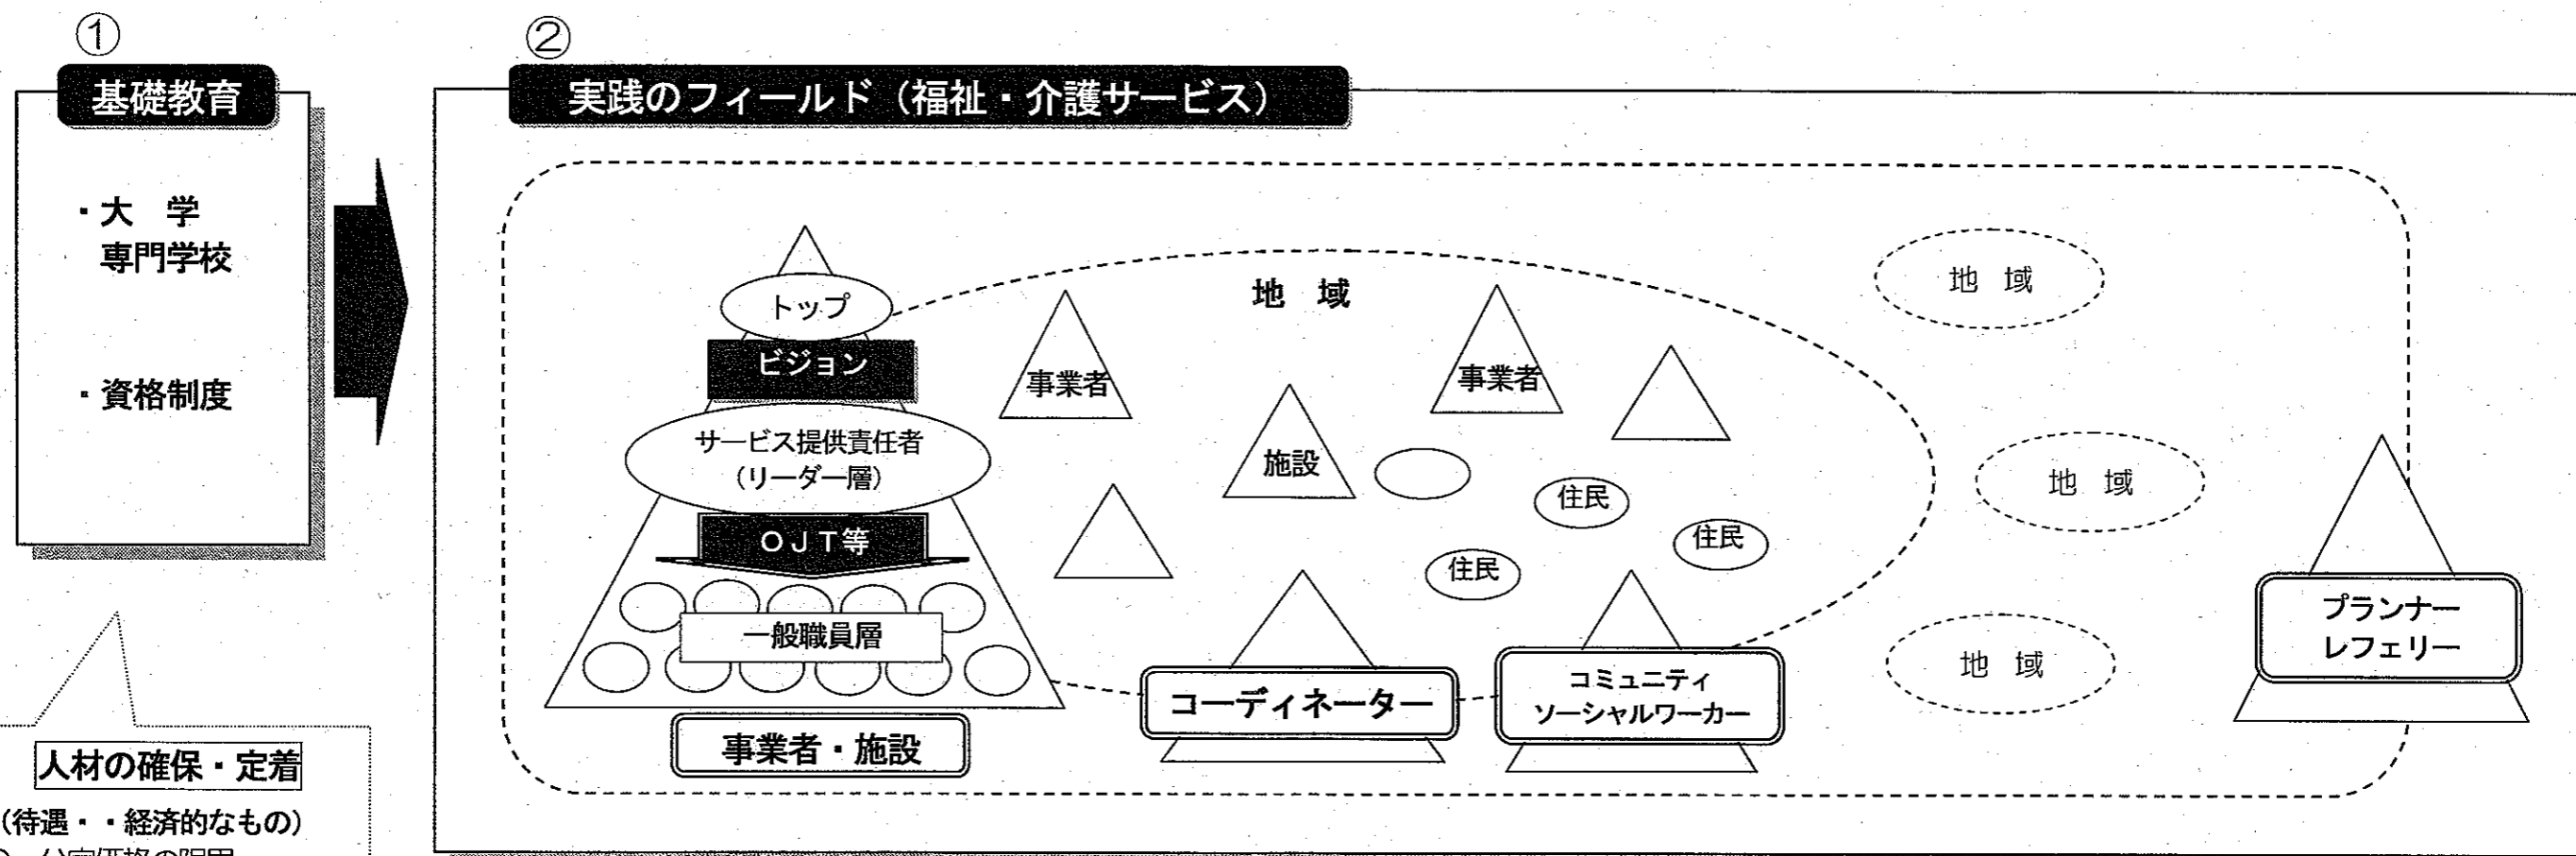 ①
基礎教育
・大　学
専門学校
・資格制度
人材の確保・定着
(待遇・・経済的なもの)
②
実践のフィールド（福祉・介護サービス）
トップ
ビジョン
サービス提供責任者
(リーダー層)
ＯＪＴ等
一般職員層
事業者・施設
地　域
事業者
事業者
施設
住民
住民
住民
コーディネーター
コミュニティ
ソーシャルワーカー
地　域
地　域
地　域
プランナー
レフェリー